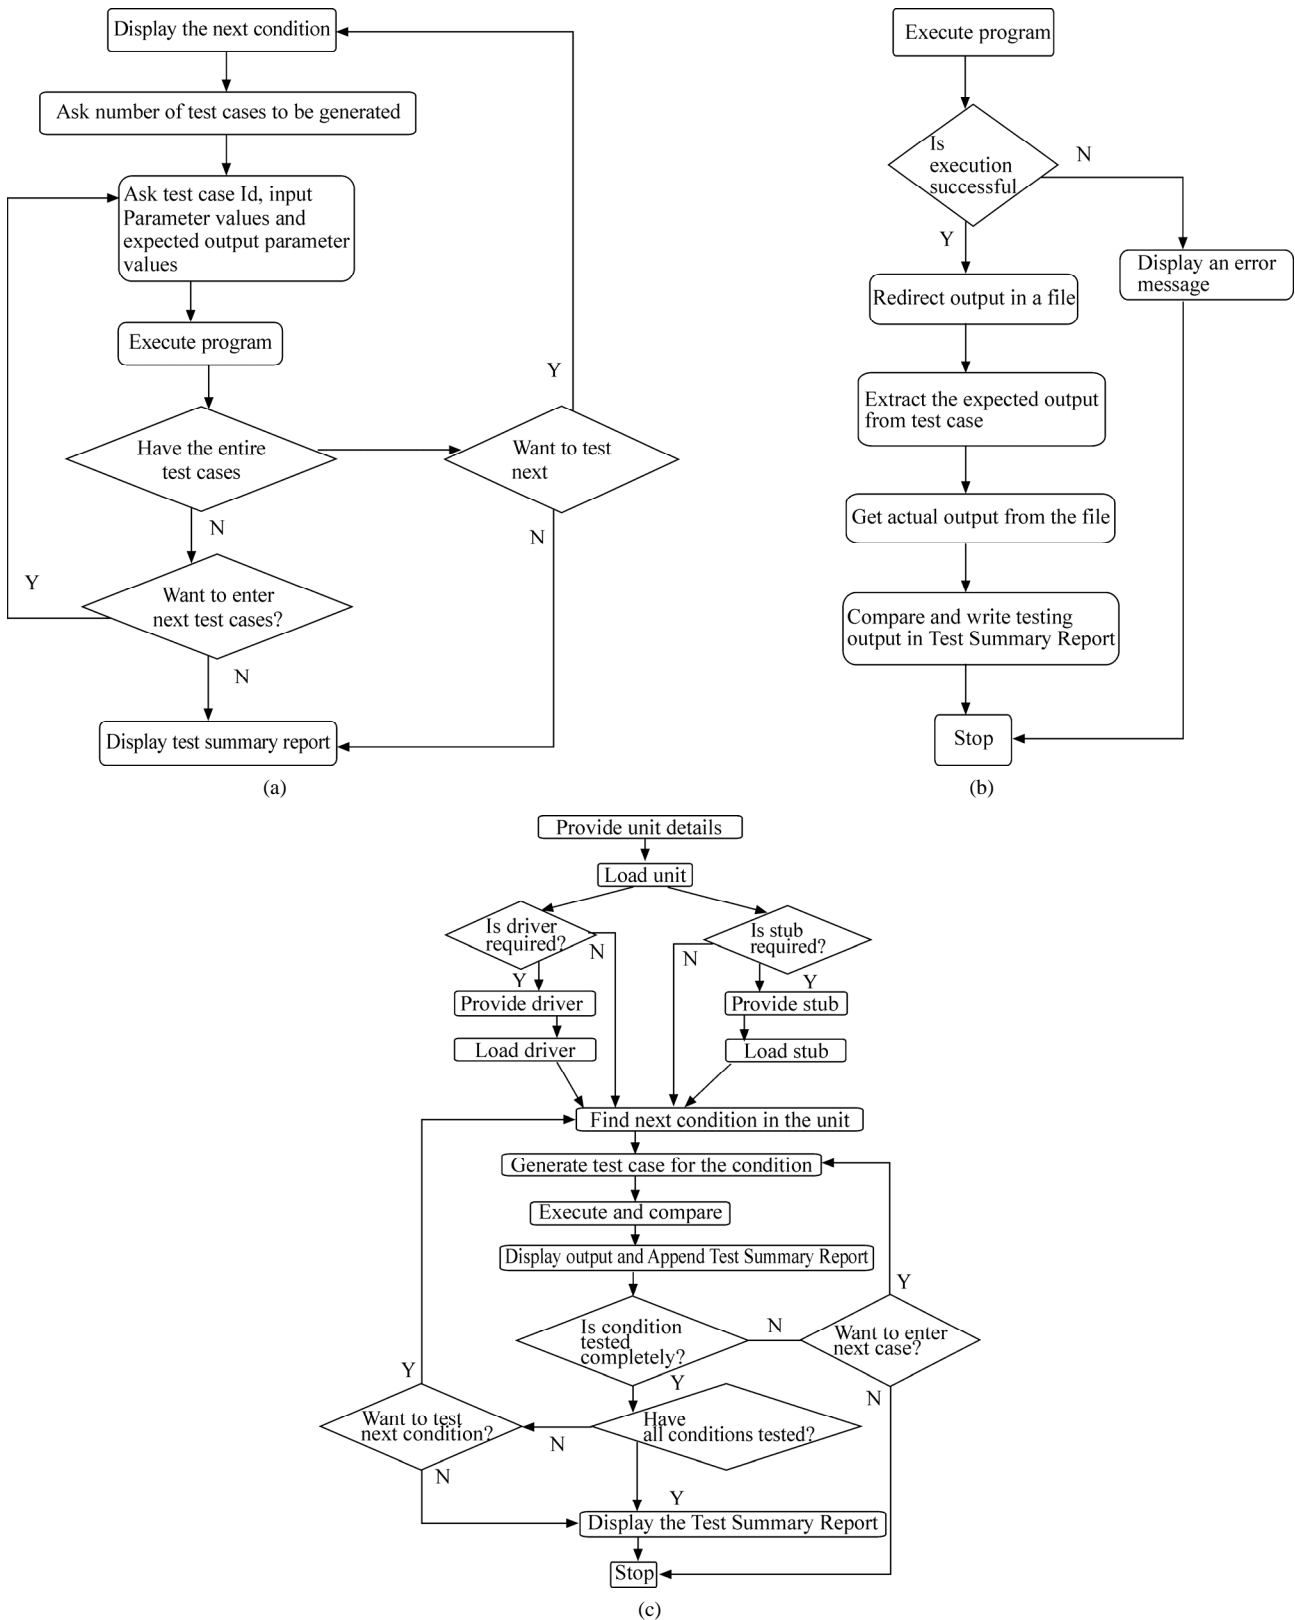 Display the next condition
Ask number of test cases to be generated
Ask test case Id, input
Parameter values and
expected output parameter
values
Execute program
Have the entire
test cases
N
Y
Want to test
next
N
Y
Want to enter
next test cases?
N
Display test summary report
(a)
Execute program
Is
execution
successful
N
Y
Display an error
message
Redirect output in a file
Extract the expected output
from test case
Get actual output from the file
Compare and write testing
output in Test Summary Report
Stop
(b)
Provide unit details
Load unit
Is driver
required?
N
Y
Provide driver
Load driver
Is stub
required?
N
Y
Provide stub
Load stub
Find next condition in the unit
Generate test case for the condition
Execute and compare
Display output and Append Test Summary Report
Is condition
tested
completely?
N
Y
Want to enter
next case?
Y
N
Have
all conditions tested?
N
Y
Want to test
next condition?
Y
N
Display the Test Summary Report
Stop
(c)